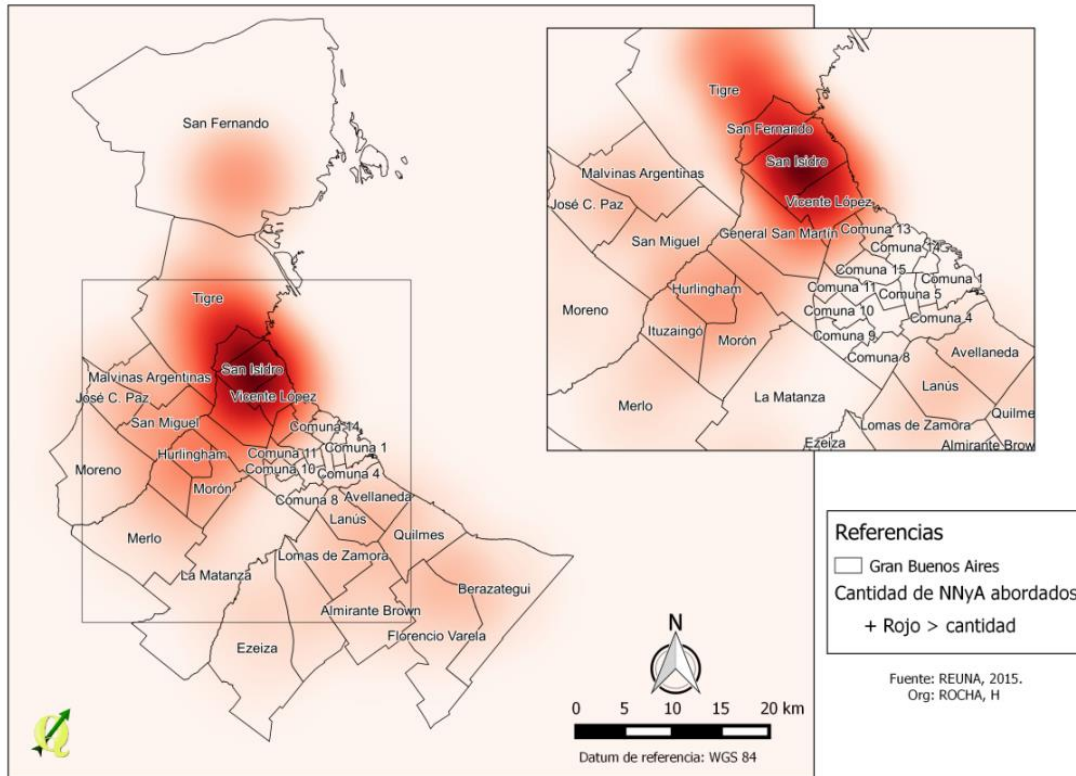 San Fernando
Tigre
San Isidro
Vicente López
Malvinas Argentinas
José C. Paz
San Miguel
Hurlingham
Moreno
Morón
Merlo
La Matanza
Comuna 14
Comuna 11
Comuna 1
Comuna 10
Comuna 4
Comuna 8
Avellaneda
Lanús
Quilmes
Lomas de Zamora
Berazategui
Almirante Brown
Florencio Varela
Ezeiza
N
0 5 10 15 20 km
Datum de referencia: WGS 84
Tigre
San Fernando
San Isidro
Malvinas Argentinas
José C. Paz
Vicente López
San Miguel
General San Martín
Comuna 13
Comuna 14
Comuna 15
Comuna 1
Hurlingham
Comuna 11
Comuna 5
Moreno
Comuna 10
Comuna 4
Ituzaingó
Morón
Comuna 9
Comuna 8
Avellaneda
Merlo
La Matanza
Lanús
Quilme
Lomas de Zamora
Ezeiza
Almirante Brown
Referencias
Gran Buenos Aires
Cantidad de NNyA abordados
+ Rojo > cantidad
Fuente: REUNA, 2015.
Org: ROCHA, H